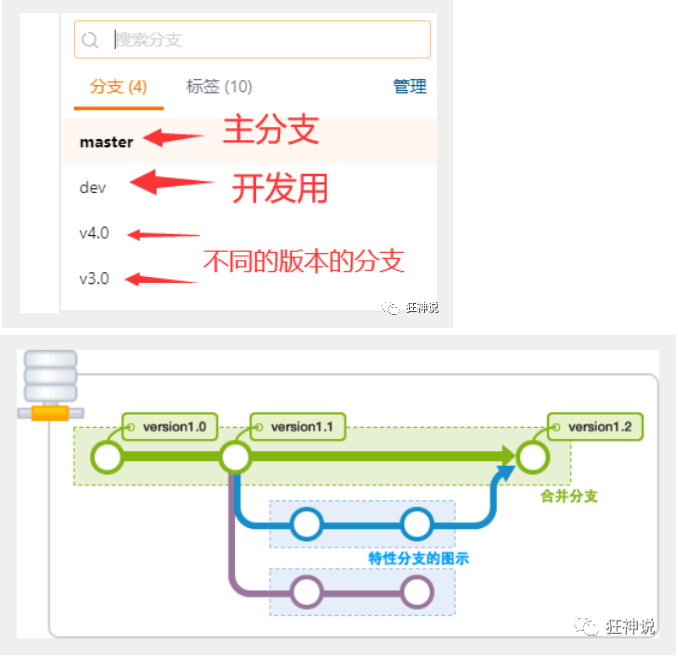 搜索分支
分支 (4) 标签 (10) 管理
master 主分支
dev 开发用
v4.0
不同的版本的分支
v3.0
狂神说
version1.0 version1.1 version1.2
合并分支
特性分支的图示
狂神说